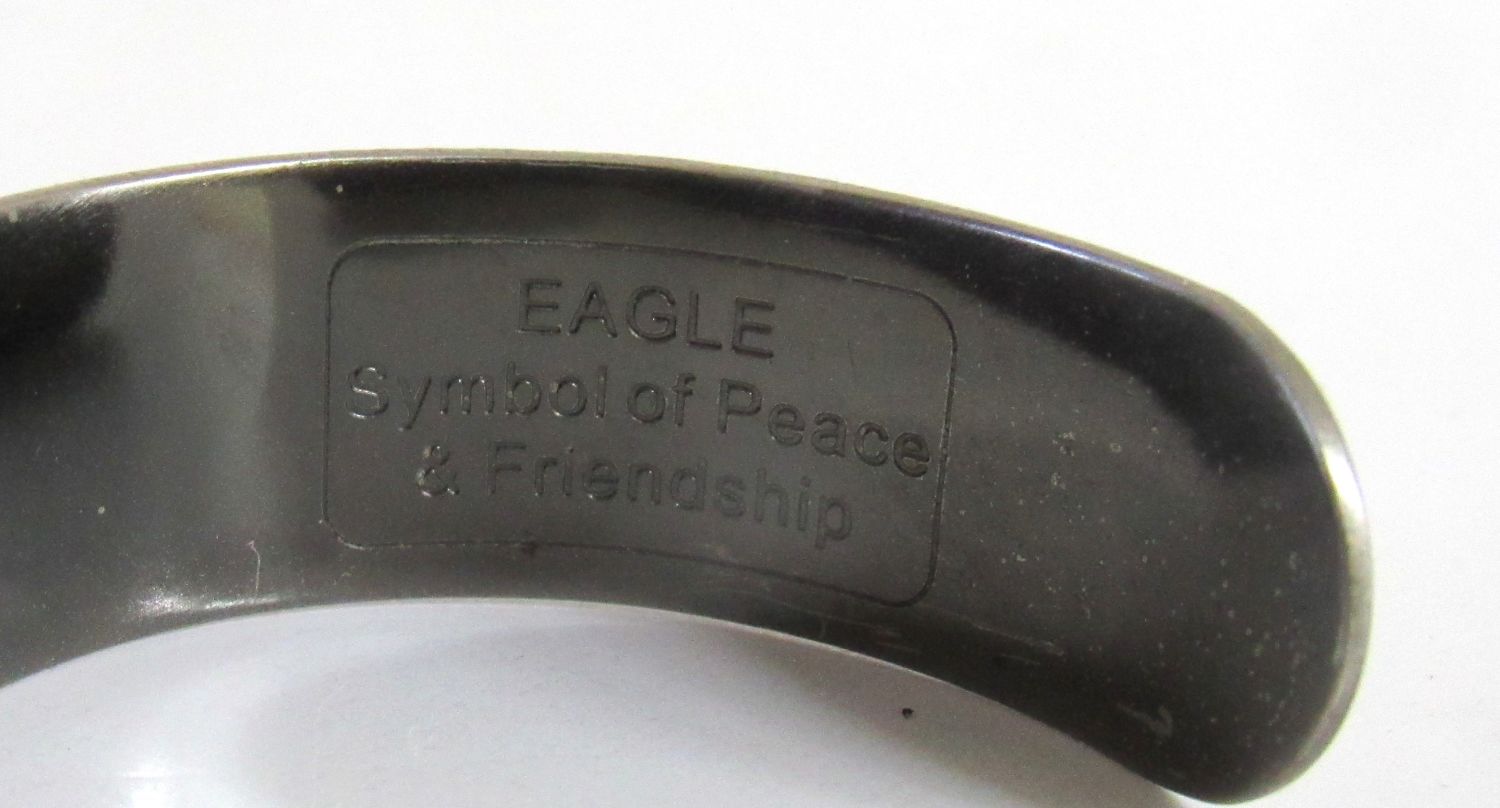 EAGLE
Symbol of Peace
& Friendship